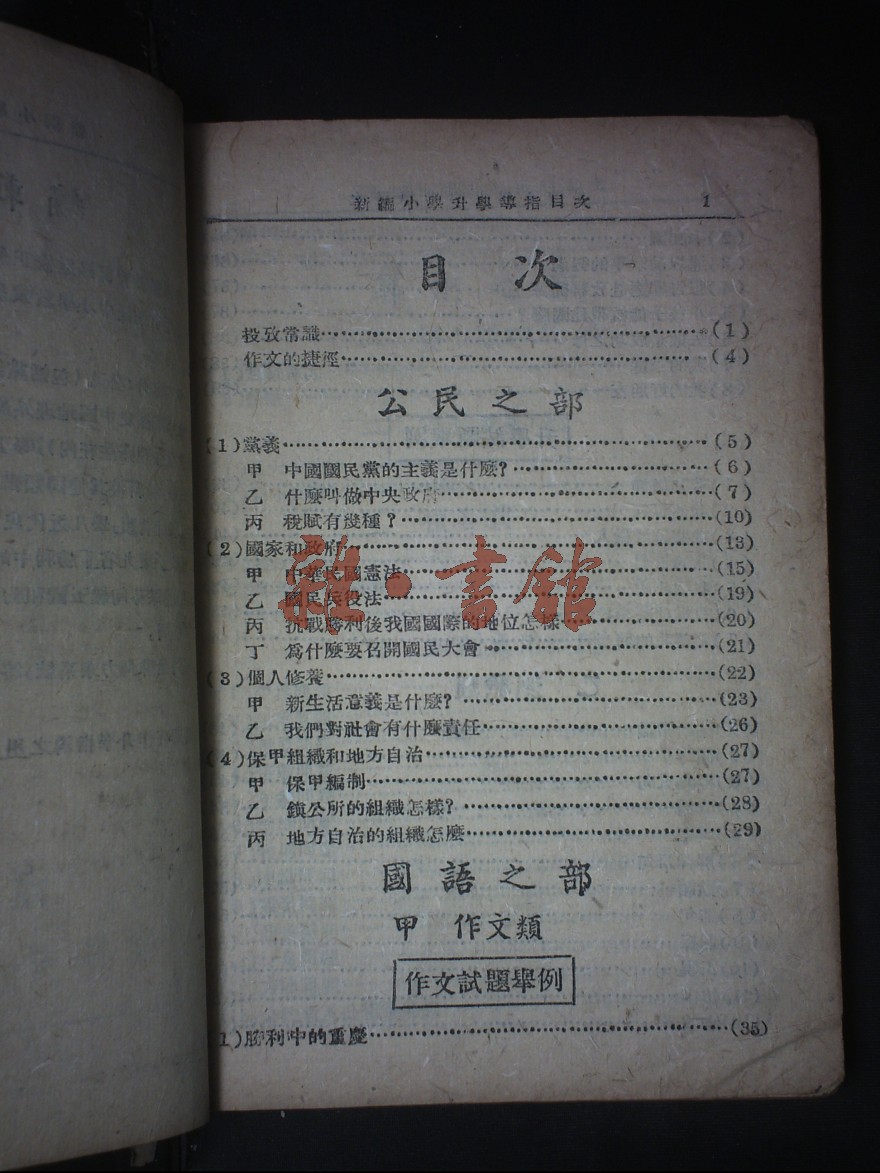 新編小學升學導指目次 1
目次
投攷常識 (1)
作文的捷徑 (4)
公民之部
(1)黨義 (5)
甲 中國國民黨的主義是什麼? (6)
乙 什麼叫做中央政府 (7)
丙 稅賦有幾種? (10)
(2)國家和政府 (13)
甲 中華民國憲法 (15)
乙 國民兵役法 (19)
丙 抗戰勝利後我國國際的地位怎樣 (20)
丁 爲什麼要召開國民大會 (21)
(3)個人修養 (22)
甲 新生活意義是什麼? (23)
乙 我們對社會有什麼責任 (26)
(4)保甲組織和地方自治 (27)
甲 保甲編制 (27)
乙 鎮公所的組織怎樣? (28)
丙 地方自治的組織怎麼 (29)
國語之部
甲 作文類
作文試題舉例
1)勝利中的重慶 (35)
雜·書館